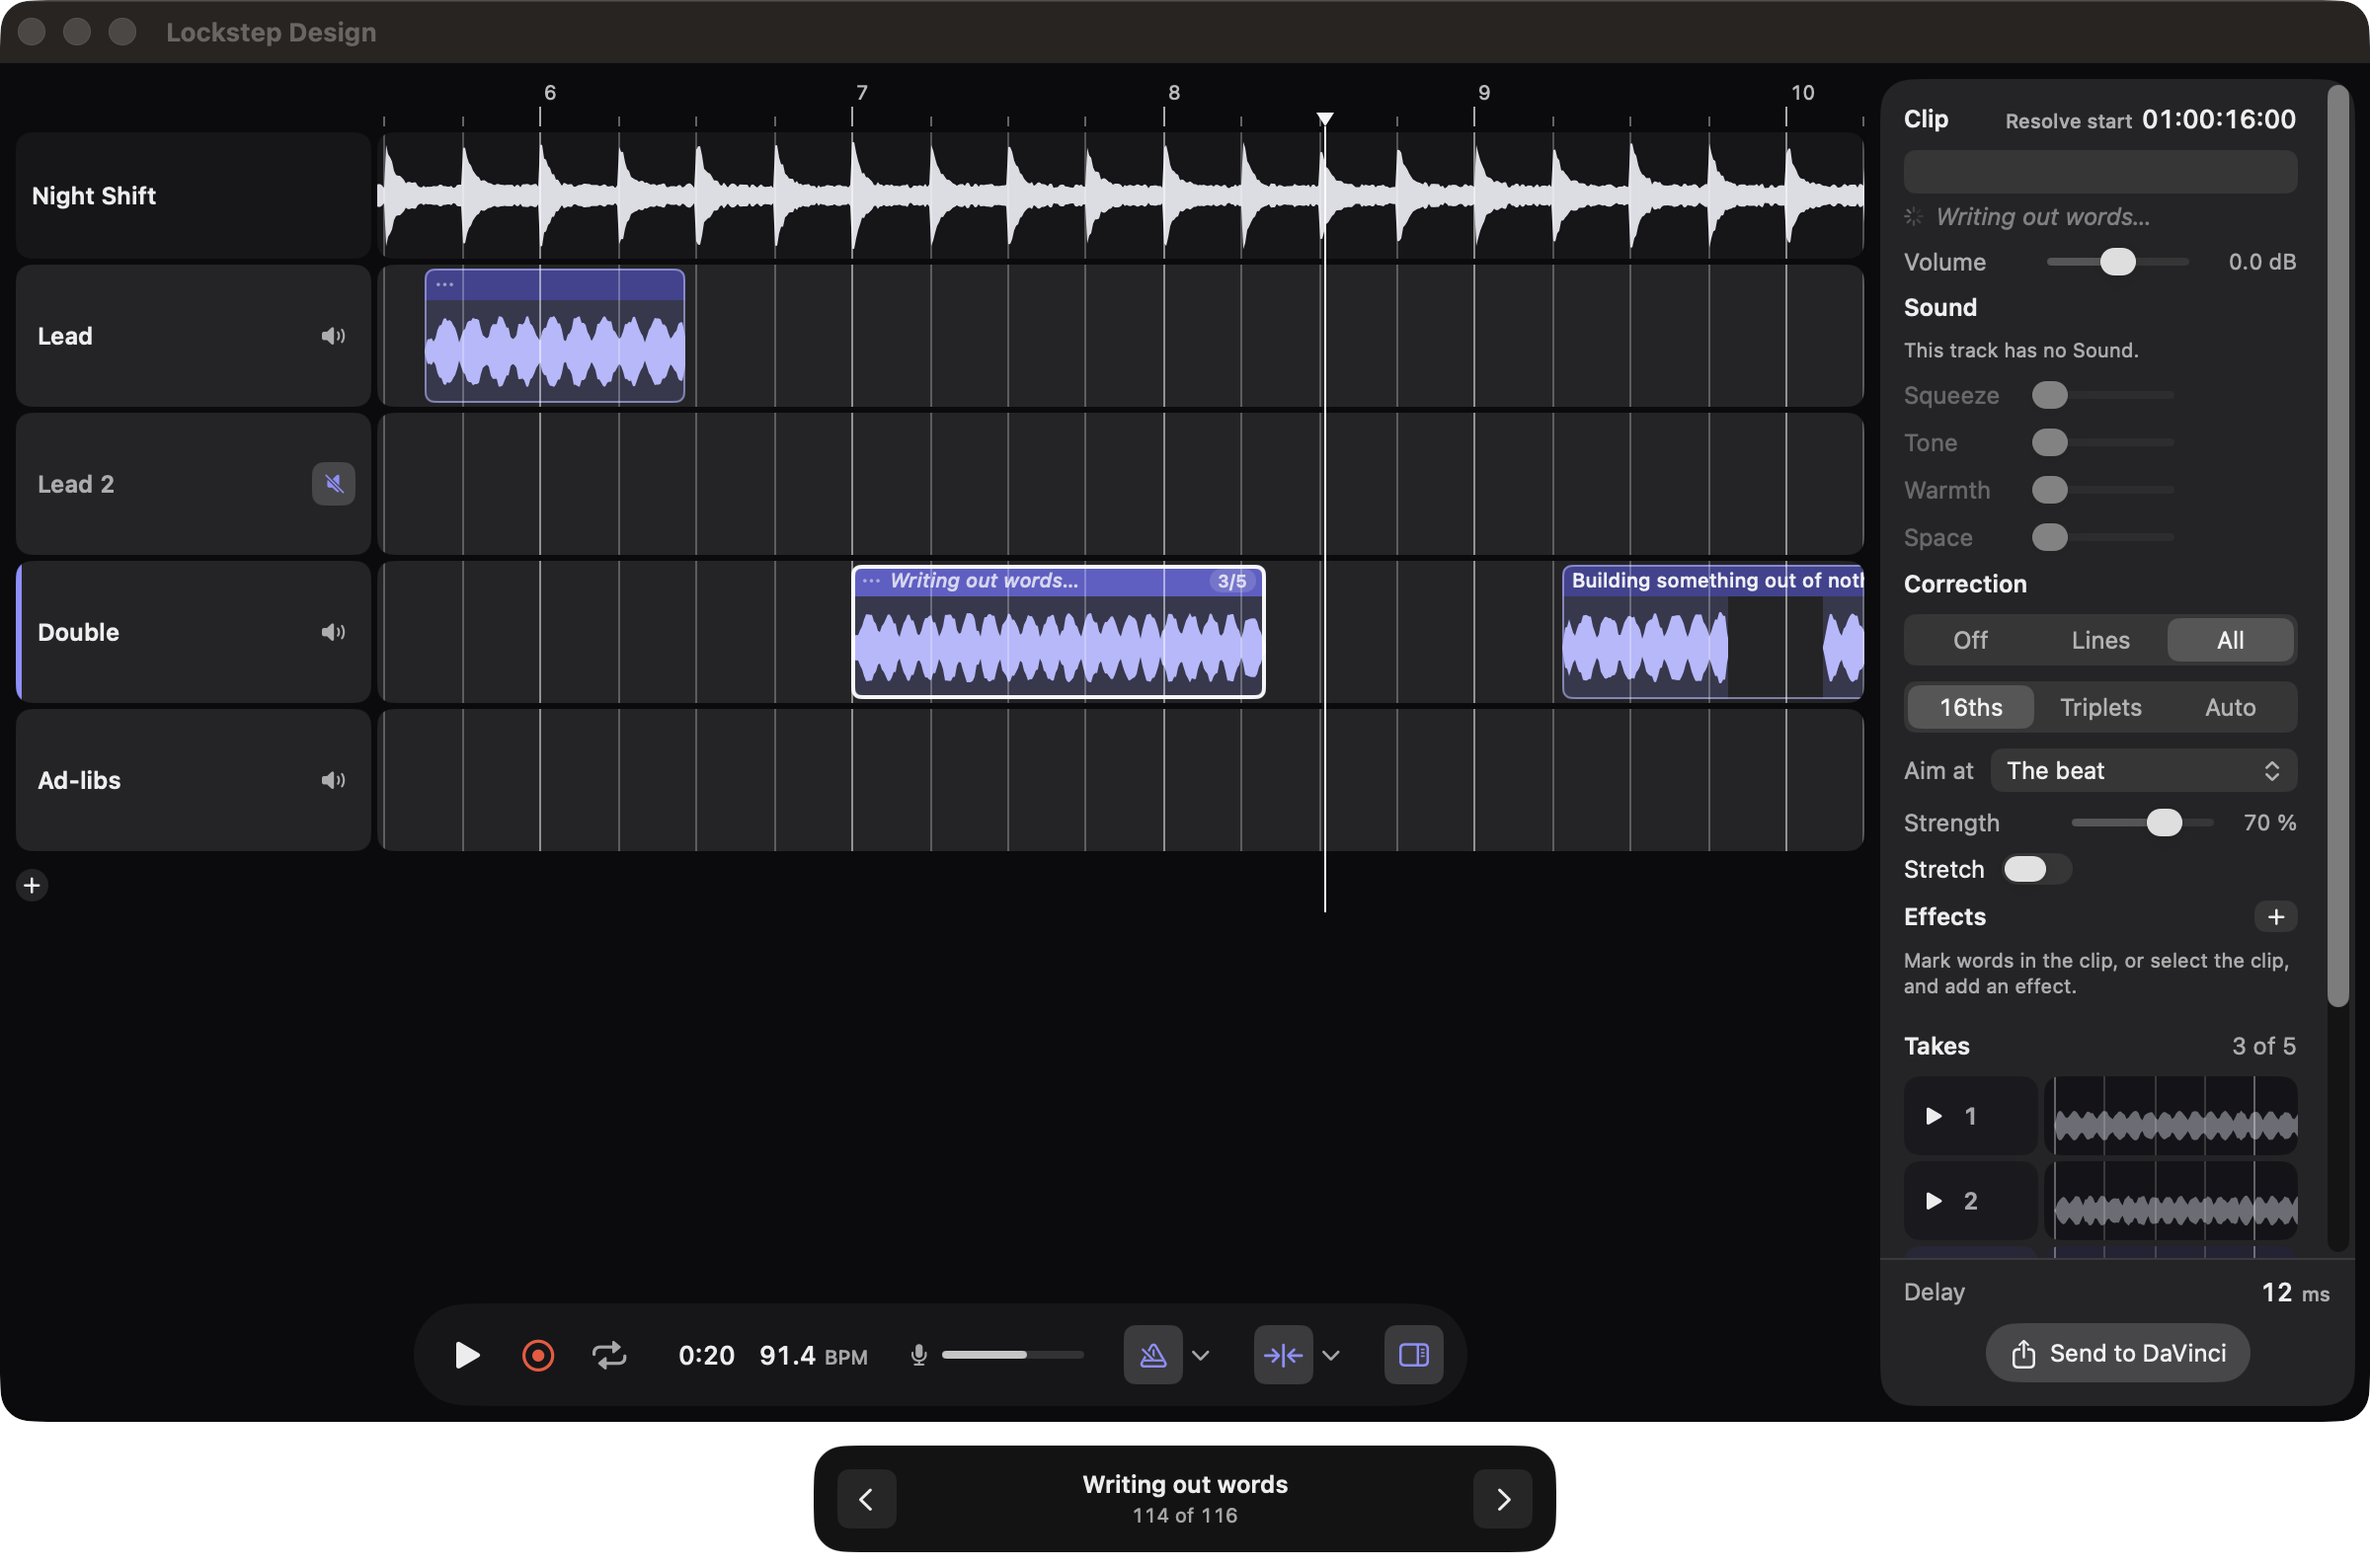 Lockstep Design
6
7
8
9
10
Night Shift
Lead
Lead 2
Double
Writing out words...
3/5
Building something out of noth
Ad-libs
Clip
Resolve start 01:00:16:00
Writing out words...
Volume
0.0 dB
Sound
This track has no Sound.
Squeeze
Tone
Warmth
Space
Correction
Off
Lines
All
16ths
Triplets
Auto
Aim at
The beat
Strength
70 %
Stretch
Effects
Mark words in the clip, or select the clip,
and add an effect.
Takes
3 of 5
1
2
Delay
12 ms
Send to DaVinci
0:20
91.4 BPM
Writing out words
114 of 116